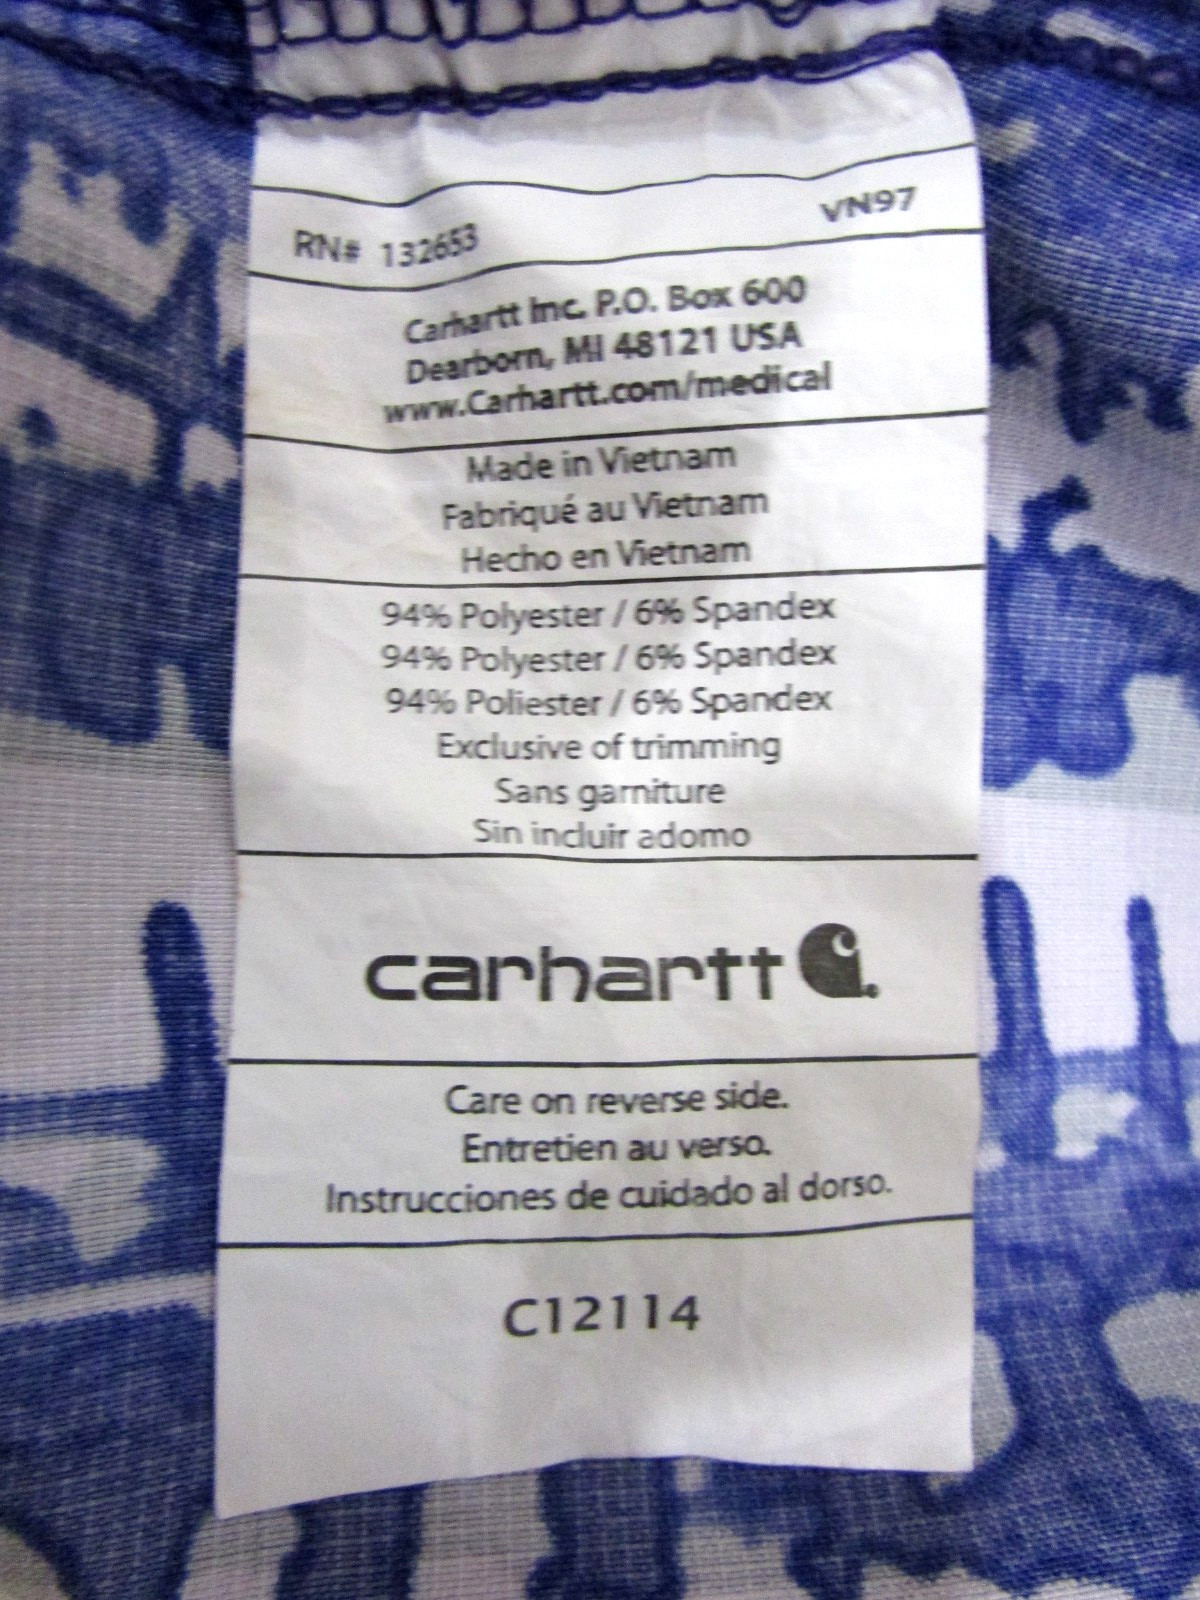 RN# 132653 VN97
Carhartt Inc. P.O. Box 600
Dearborn, MI 48121 USA
www.Carhartt.com/medical
Made in Vietnam
Fabriqué au Vietnam
Hecho en Vietnam
94% Polyester / 6% Spandex
94% Polyester / 6% Spandex
94% Poliester / 6% Spandex
Exclusive of trimming
Sans garniture
Sin incluir adorno
carhartt
Care on reverse side.
Entretien au verso.
Instrucciones de cuidado al dorso.
C12114